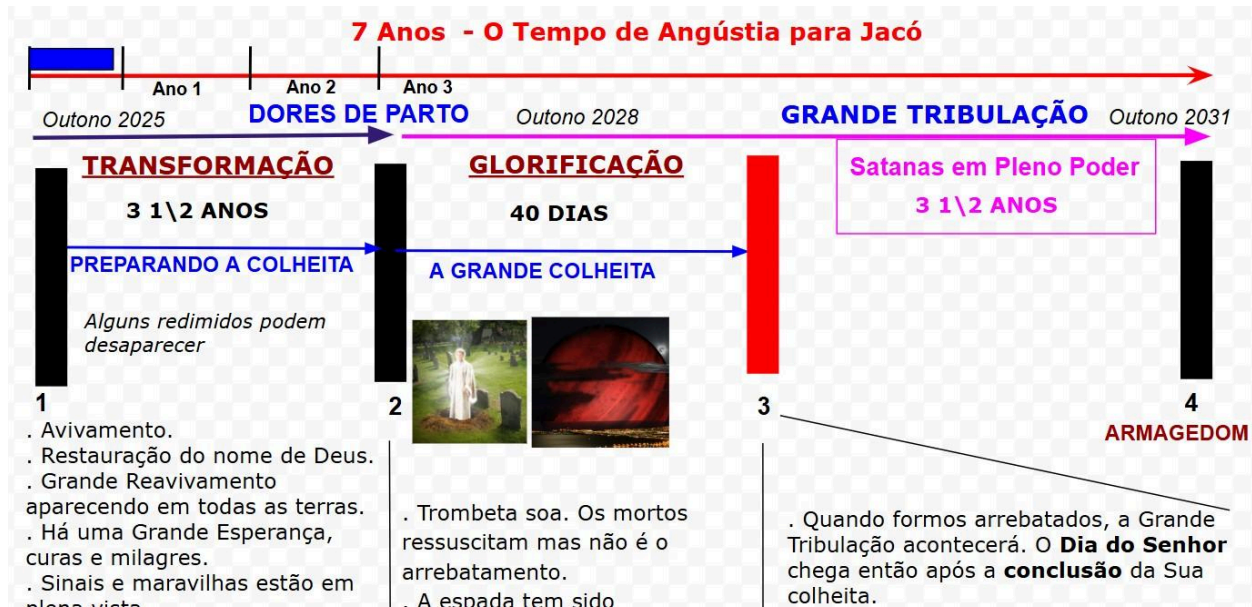 7 Anos - O Tempo de Angústia para Jacó
Ano 1
Ano 2
Ano 3
Outono 2025
DORES DE PARTO
Outono 2028
GRANDE TRIBULAÇÃO
Outono 2031
TRANSFORMAÇÃO
3 1\2 ANOS
PREPARANDO A COLHEITA
Alguns redimidos podem
desaparecer
GLORIFICAÇÃO
40 DIAS
A GRANDE COLHEITA
Satanas em Pleno Poder
3 1\2 ANOS
1
2
3
4
ARMAGEDOM
. Avivamento.
. Restauração do nome de Deus.
. Grande Reavivamento
aparecendo em todas as terras.
. Há uma Grande Esperança,
curas e milagres.
. Sinais e maravilhas estão em
plena vista
. Trombeta soa. Os mortos
ressuscitam mas não é o
arrebatamento.
. A espada tem sido
. Quando formos arrebatados, a Grande
Tribulação acontecerá. O Dia do Senhor
chega então após a conclusão da Sua
colheita.